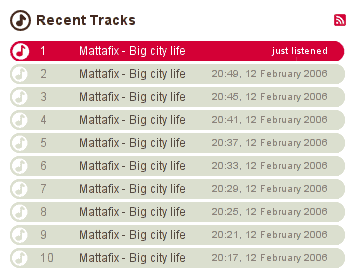 Recent Tracks
1 Mattafix - Big city life just listened
2 Mattafix - Big city life 20:49, 12 February 2006
3 Mattafix - Big city life 20:45, 12 February 2006
4 Mattafix - Big city life 20:41, 12 February 2006
5 Mattafix - Big city life 20:37, 12 February 2006
6 Mattafix - Big city life 20:33, 12 February 2006
7 Mattafix - Big city life 20:29, 12 February 2006
8 Mattafix - Big city life 20:25, 12 February 2006
9 Mattafix - Big city life 20:21, 12 February 2006
10 Mattafix - Big city life 20:17, 12 February 2006